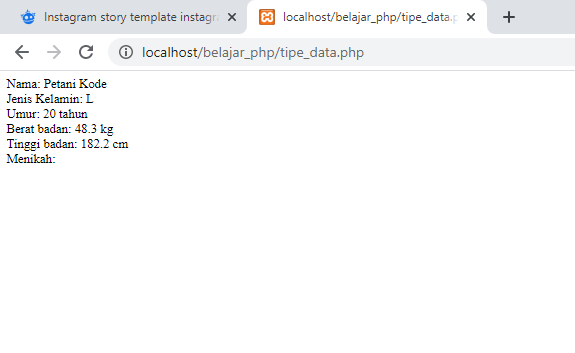 Instagram story template instagra
localhost/belajar_php/tipe_data.p
localhost/belajar_php/tipe_data.php
Nama: Petani Kode
Jenis Kelamin: L
Umur: 20 tahun
Berat badan: 48.3 kg
Tinggi badan: 182.2 cm
Menikah: